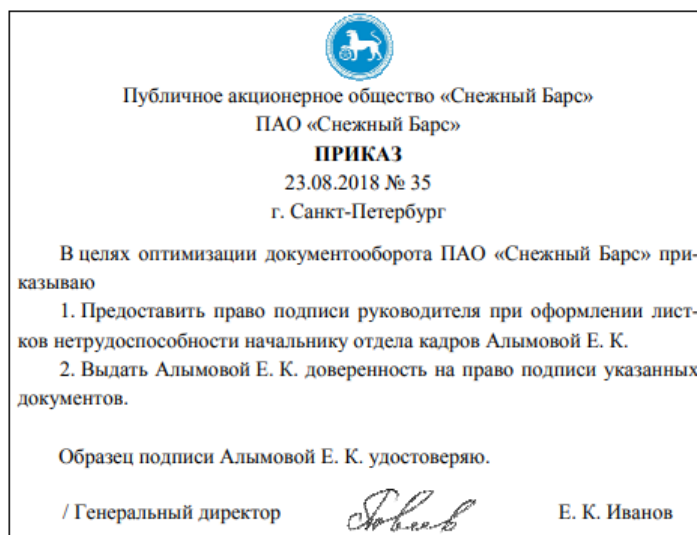 Публичное акционерное общество «Снежный Барс»
ПАО «Снежный Барс»
ПРИКАЗ
23.08.2018 № 35
г. Санкт-Петербург
В целях оптимизации документооборота ПАО «Снежный Барс» при-
казываю
1. Предоставить право подписи руководителя при оформлении лист-
ков нетрудоспособности начальнику отдела кадров Алымовой Е. К.
2. Выдать Алымовой Е. К. доверенность на право подписи указанных
документов.
Образец подписи Алымовой Е. К. удостоверяю.
/ Генеральный директор Е. К. Иванов